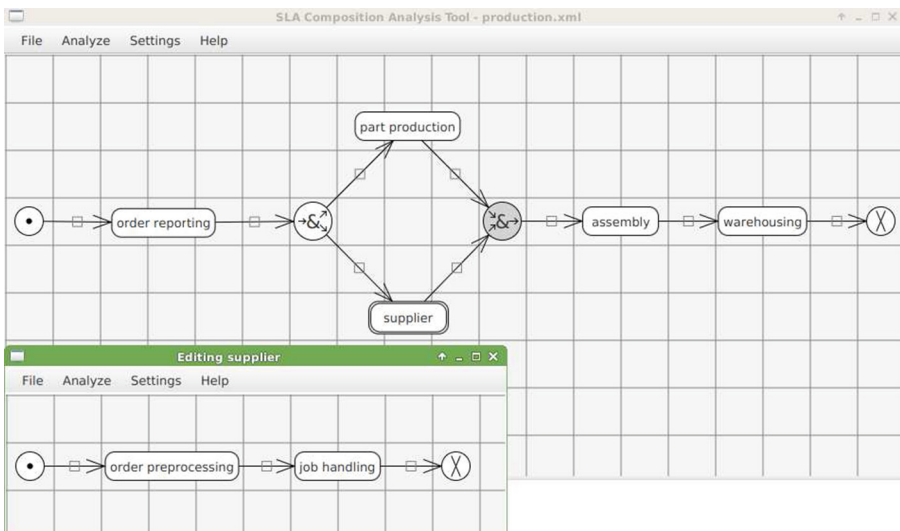 SLA Composition Analysis Tool - production.xml
File Analyze Settings Help
part production
order reporting
→&
&→
assembly
warehousing
supplier
Editing supplier
File Analyze Settings Help
order preprocessing
job handling